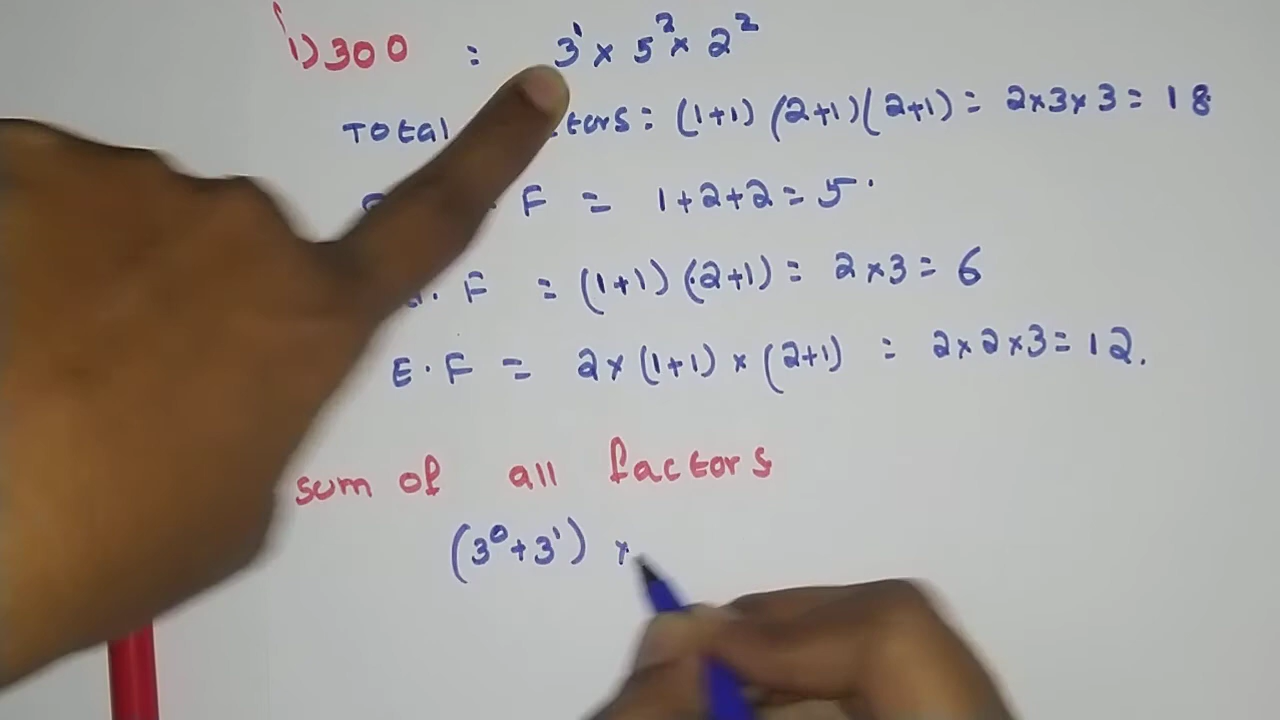 1) 300 : 3¹ × 5² × 2²
Total = (1+1) (2+1) (2+1) = 2×3×3 = 18.
F = 1+2+2 = 5.
F = (1+1) (2+1) = 2×3 = 6
E.F = 2×(1+1) × (2+1) = 2×2×3 = 12.
sum of all factors
(3⁰+3¹) ×